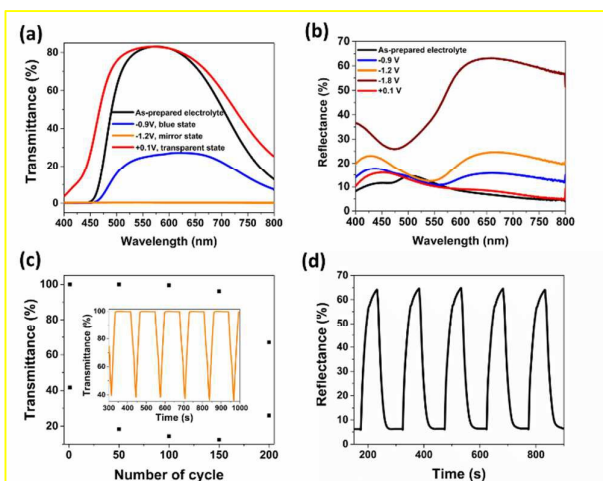 (a)
80
60
40
20
0
Transmittance (%)
As-prepared electrolyte
-0.9V, blue state
-1.2V, mirror state
+0.1V, transparent state
400 450 500 550 600 650 700 750 800
Wavelength (nm)
(b)
70
60
50
40
30
20
10
0
Reflectance (%)
As-prepared electrolyte
-0.9 V
-1.2 V
-1.8 V
+0.1 V
400 450 500 550 600 650 700 750 800
Wavelength (nm)
(c)
100
80
60
40
20
Transmittance (%)
100
80
60
40
Transmittance (%)
300 400 500 600 700 800 900 1000
Time (s)
0 50 100 150 200
Number of cycle
(d)
70
60
50
40
30
20
10
0
Reflectance (%)
200 400 600 800
Time (s)